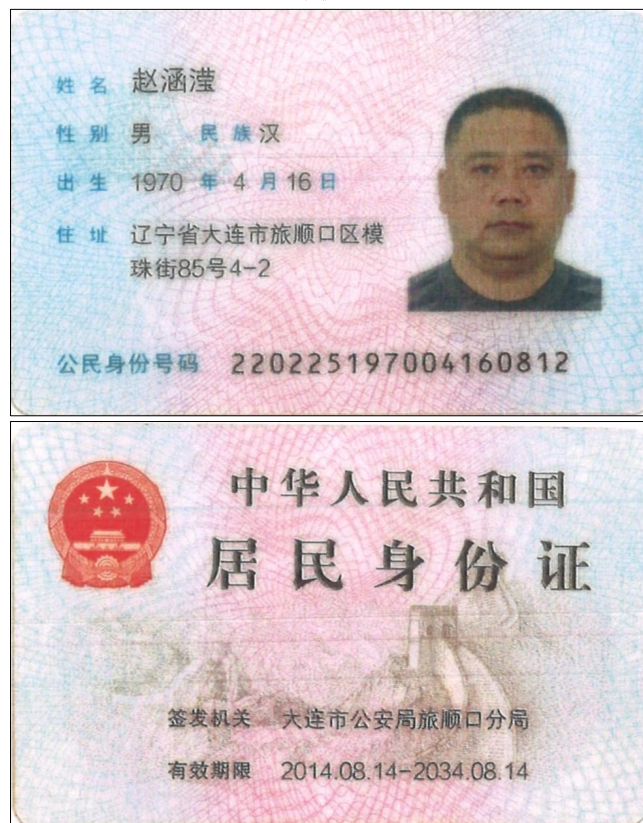 姓名 赵涵滢
性别 男 民族 汉
出生 1970 年 4 月 16 日
住址 辽宁省大连市旅顺口区模
珠街85号4-2
公民身份号码 220225197004160812
中华人民共和国
居民身份证
签发机关 大连市公安局旅顺口分局
有效期限 2014.08.14-2034.08.14